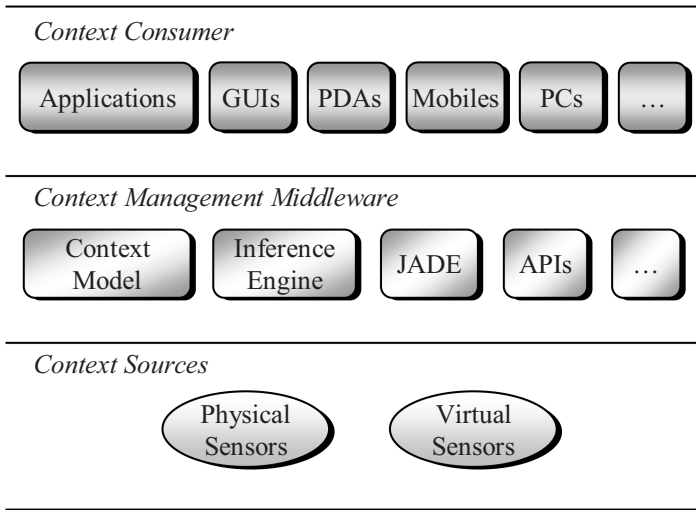 Context Consumer
Applications GUIs PDAs Mobiles PCs …
Context Management Middleware
Context Model Inference Engine JADE APIs …
Context Sources
Physical Sensors Virtual Sensors